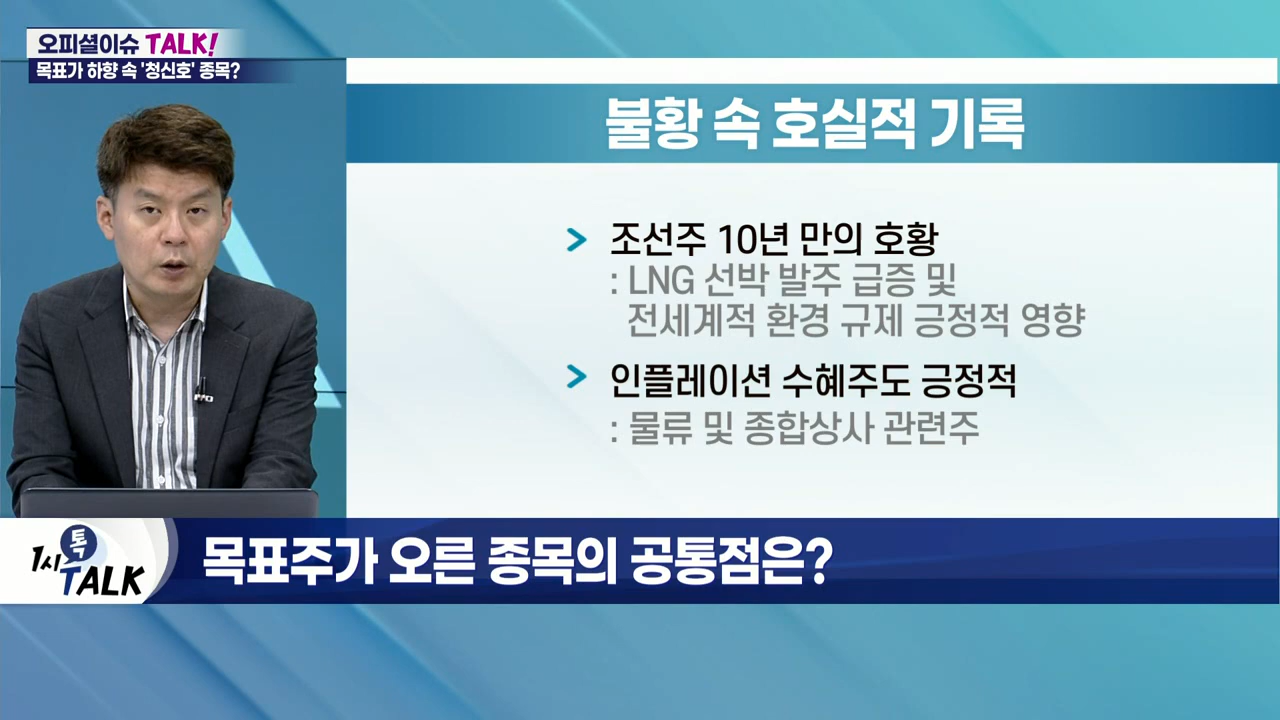 오피셜이슈 TALK!
목표가 하향 속 '청신호' 종목?
불황 속 호실적 기록
> 조선주 10년 만의 호황
: LNG 선박 발주 급증 및
전세계적 환경 규제 긍정적 영향
> 인플레이션 수혜주도 긍정적
: 물류 및 종합상사 관련주
1시 톡 TALK
목표주가 오른 종목의 공통점은?